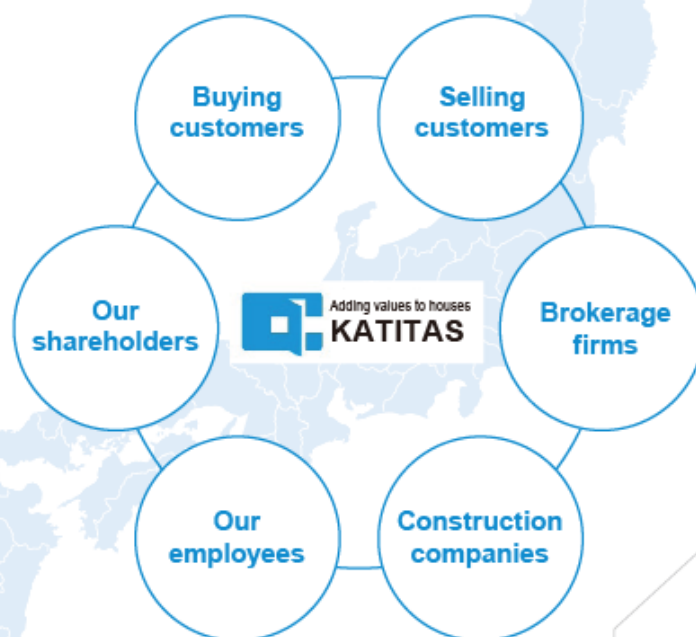 Buying
customers
Selling
customers
Our
shareholders
Adding values to houses
KATITAS
Brokerage
firms
Our
employees
Construction
companies